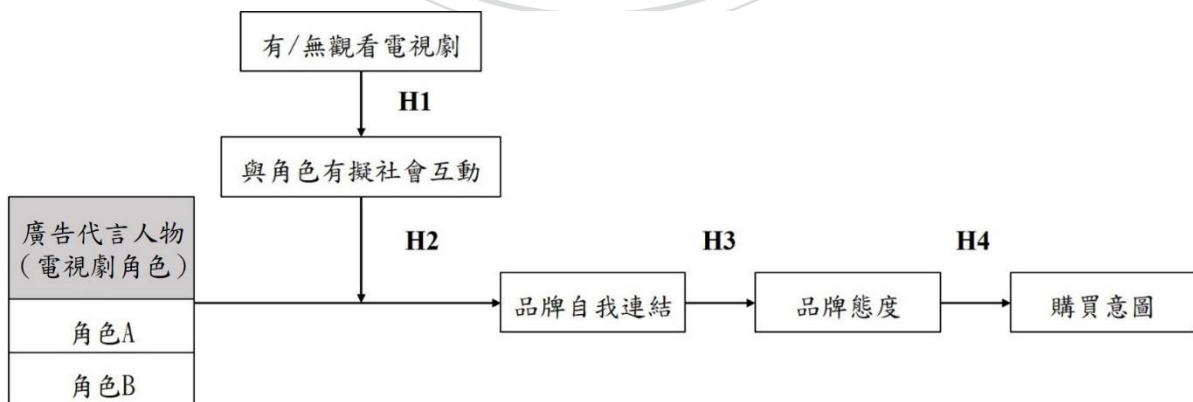 有/無觀看電視劇
H1
與角色有擬社會互動
廣告代言人物
（電視劇角色）
角色A
角色B
H2
H3
H4
品牌自我連結
品牌態度
購買意圖